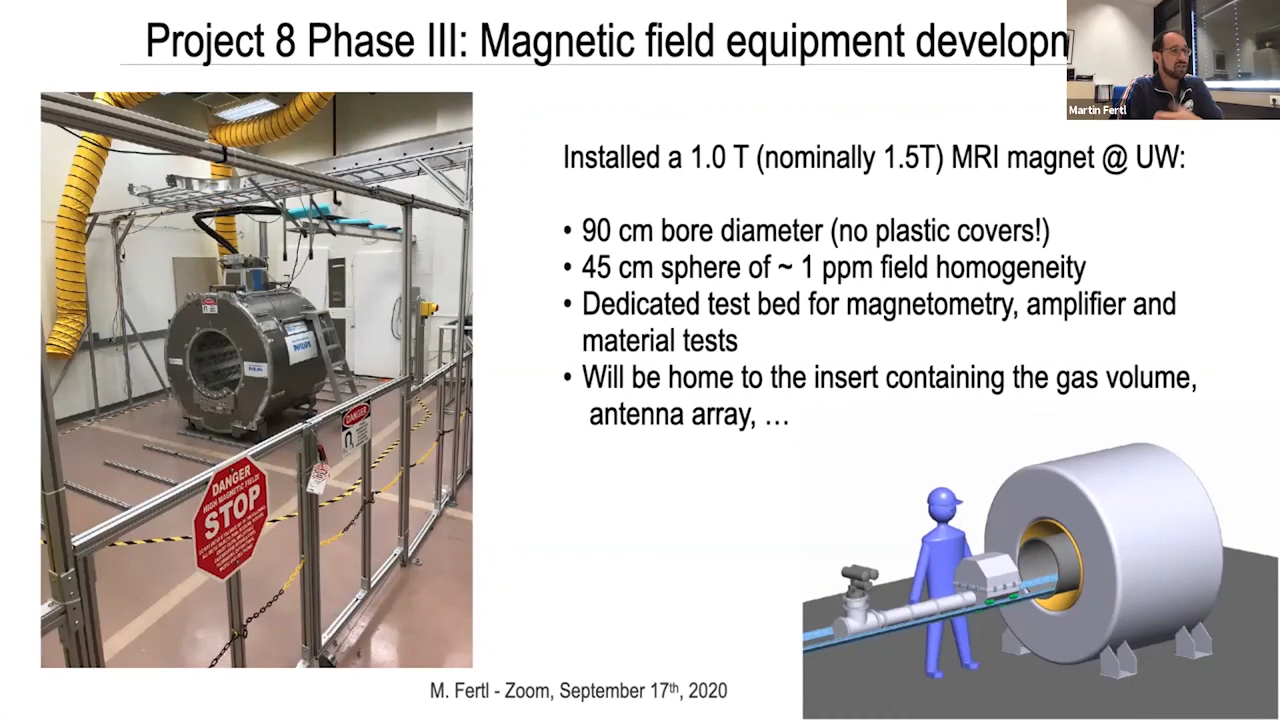 Project 8 Phase III: Magnetic field equipment developm
Martin Fertl
Installed a 1.0 T (nominally 1.5T) MRI magnet @ UW:
• 90 cm bore diameter (no plastic covers!)
• 45 cm sphere of ~ 1 ppm field homogeneity
• Dedicated test bed for magnetometry, amplifier and
material tests
• Will be home to the insert containing the gas volume,
antenna array, …
PHILIPS
DANGER
DANGER
HIGH MAGNETIC FIELD!
STOP
M. Fertl - Zoom, September 17th, 2020